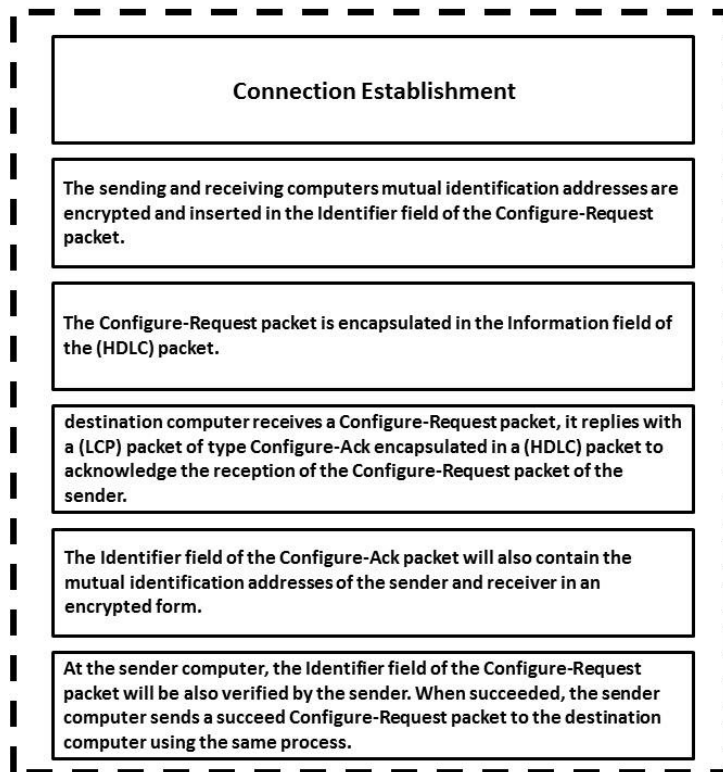 Connection Establishment
The sending and receiving computers mutual identification addresses are
encrypted and inserted in the Identifier field of the Configure-Request
packet.
The Configure-Request packet is encapsulated in the Information field of
the (HDLC) packet.
destination computer receives a Configure-Request packet, it replies with
a (LCP) packet of type Configure-Ack encapsulated in a (HDLC) packet to
acknowledge the reception of the Configure-Request packet of the
sender.
The Identifier field of the Configure-Ack packet will also contain the
mutual identification addresses of the sender and receiver in an
encrypted form.
At the sender computer, the Identifier field of the Configure-Request
packet will be also verified by the sender. When succeeded, the sender
computer sends a succeed Configure-Request packet to the destination
computer using the same process.